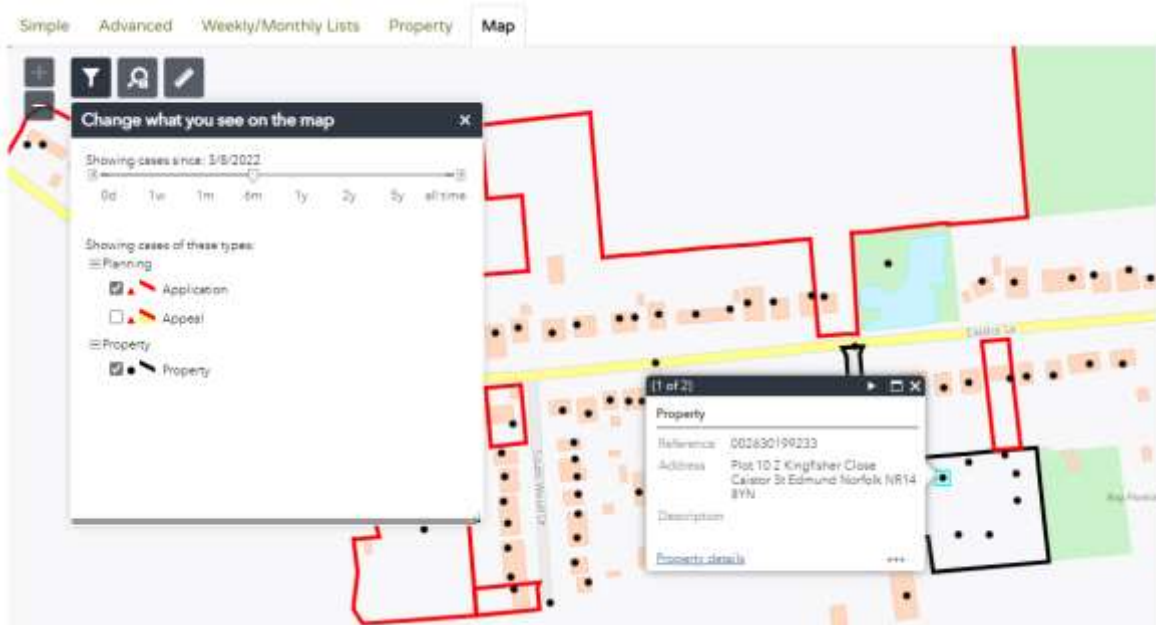 Simple Advanced Weekly/Monthly Lists Property Map
Change what you see on the map
Showing cases since: 5/8/2022
0d 1w 1m 6m 1y 2y 5y all time
Showing cases of these types:
Planning
Application
Appeal
Property
Property
(1 of 2)
Property
Reference 002630199233
Address Plot 10 2 Kingfisher Close
Caistor St Edmund Norfolk NR14
8YN
Description
Property details